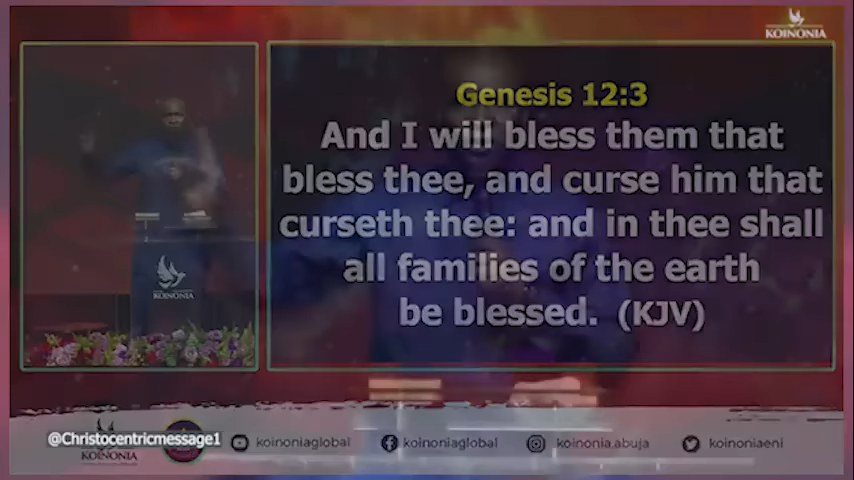 KOINONIA
Genesis 12:3
And I will bless them that
bless thee, and curse him that
curseth thee: and in thee shall
all families of the earth
be blessed. (KJV)
KOINONIA
@Christocentricmessage1
KOINONIA
koinoniaglobal
koinoniaglobal
koinonia.abuja
koinoniaeni